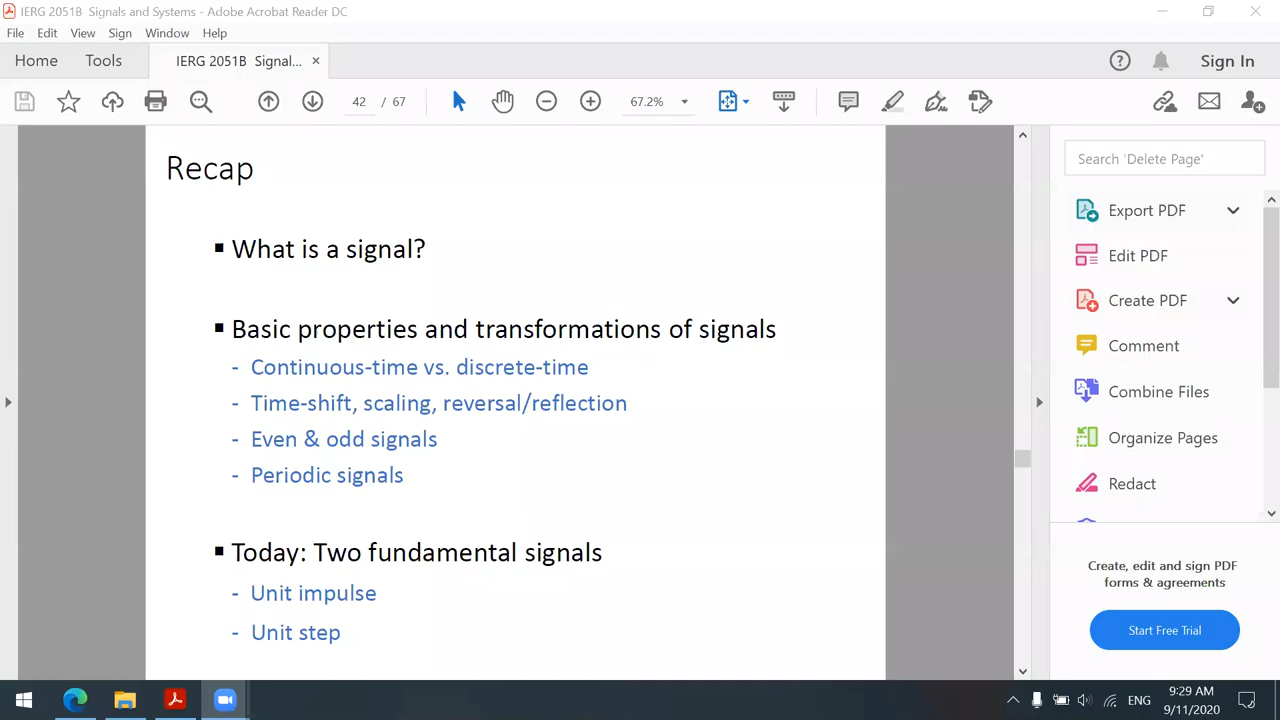 IERG 2051B  Signals and Systems - Adobe Acrobat Reader DC
File Edit View Sign Window Help
Home Tools IERG 2051B  Signal... × Sign In
42 / 67 67.2%
Recap
Search 'Delete Page'
▪ What is a signal?
Export PDF
Edit PDF
Create PDF
▪ Basic properties and transformations of signals
Comment
- Continuous-time vs. discrete-time
Combine Files
- Time-shift, scaling, reversal/reflection
- Even & odd signals
Organize Pages
- Periodic signals
Redact
▪ Today: Two fundamental signals
- Unit impulse
- Unit step
Create, edit and sign PDF
forms & agreements
Start Free Trial
ENG
9:29 AM
9/11/2020